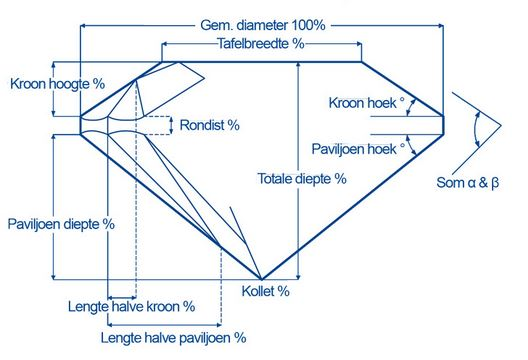 Gem. diameter 100%
Tafelbreedte %
Kroon hoogte %
Kroon hoek °
Rondist %
Paviljoen hoek °
Totale diepte %
Som α & β
Paviljoen diepte %
Kollet %
Lengte halve kroon %
Lengte halve paviljoen %